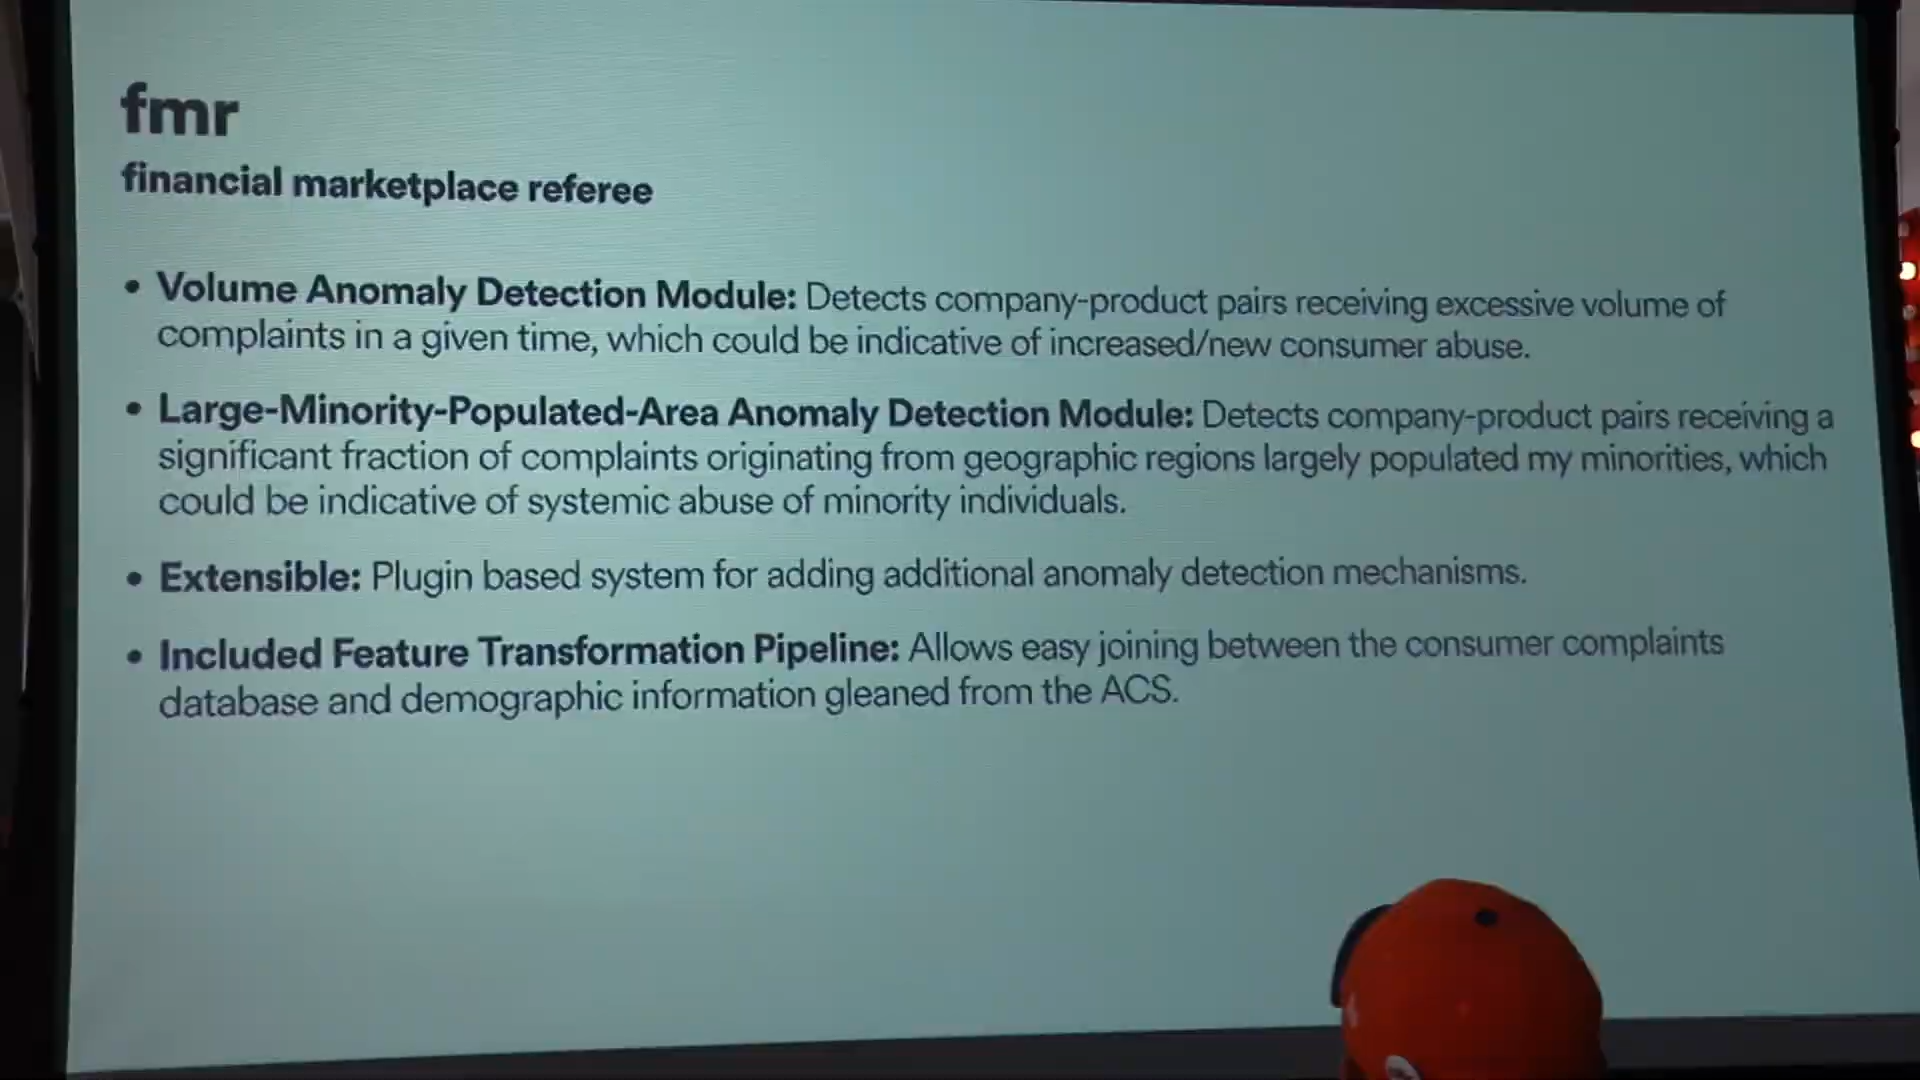 fmr
financial marketplace referee
• Volume Anomaly Detection Module: Detects company-product pairs receiving excessive volume of
complaints in a given time, which could be indicative of increased/new consumer abuse.
• Large-Minority-Populated-Area Anomaly Detection Module: Detects company-product pairs receiving a
significant fraction of complaints originating from geographic regions largely populated my minorities, which
could be indicative of systemic abuse of minority individuals.
• Extensible: Plugin based system for adding additional anomaly detection mechanisms.
• Included Feature Transformation Pipeline: Allows easy joining between the consumer complaints
database and demographic information gleaned from the ACS.